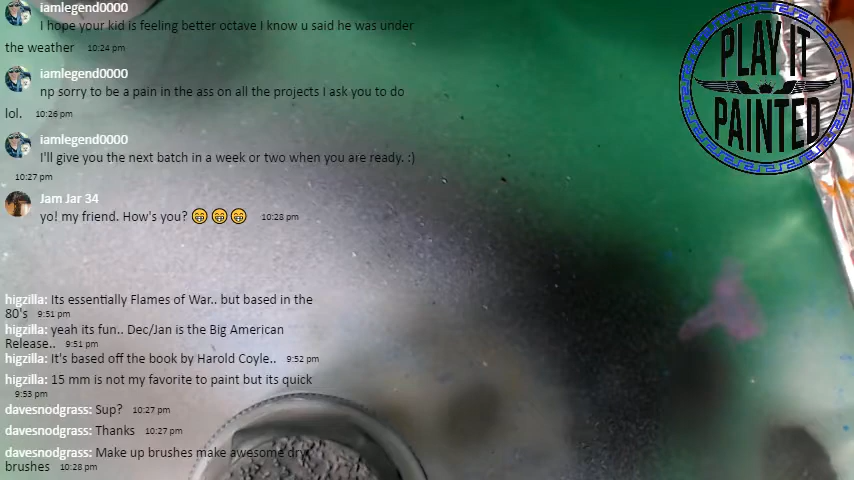 iamlegend0000
I hope your kid is feeling better octave I know u said he was under
the weather 10:24 pm
iamlegend0000
np sorry to be a pain in the ass on all the projects I ask you to do
lol. 10:26 pm
iamlegend0000
I'll give you the next batch in a week or two when you are ready. :)
10:27 pm
Jam Jar 34
yo! my friend. How's you? 😁😁😁 10:28 pm
higzilla: Its essentially Flames of War.. but based in the
80's 9:51 pm
higzilla: yeah its fun.. Dec/Jan is the Big American
Release.. 9:51 pm
higzilla: It's based off the book by Harold Coyle.. 9:52 pm
higzilla: 15 mm is not my favorite to paint but its quick
9:53 pm
davesnodgrass: Sup? 10:27 pm
davesnodgrass: Thanks 10:27 pm
davesnodgrass: Make up brushes make awesome dry
brushes 10:28 pm
PLAY IT
PAINTED